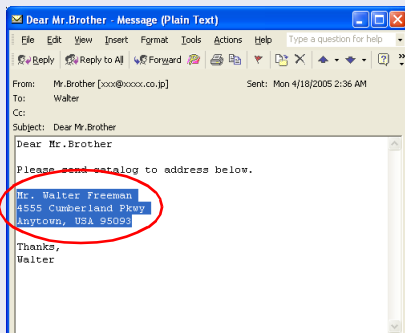 Dear Mr.Brother - Message (Plain Text)
File Edit View Insert Format Tools Actions Help Type a question for help
Reply Reply to All Forward
From: Mr.Brother [xxx@xxxx.co.jp] Sent: Mon 4/18/2005 2:36 AM
To: Walter
Cc:
Subject: Dear Mr.Brother
Dear Mr.Brother
Please send catalog to address below.
Mr. Walter Freeman
4555 Cumberland Pkwy
Anytown, USA 95093
Thanks,
Walter